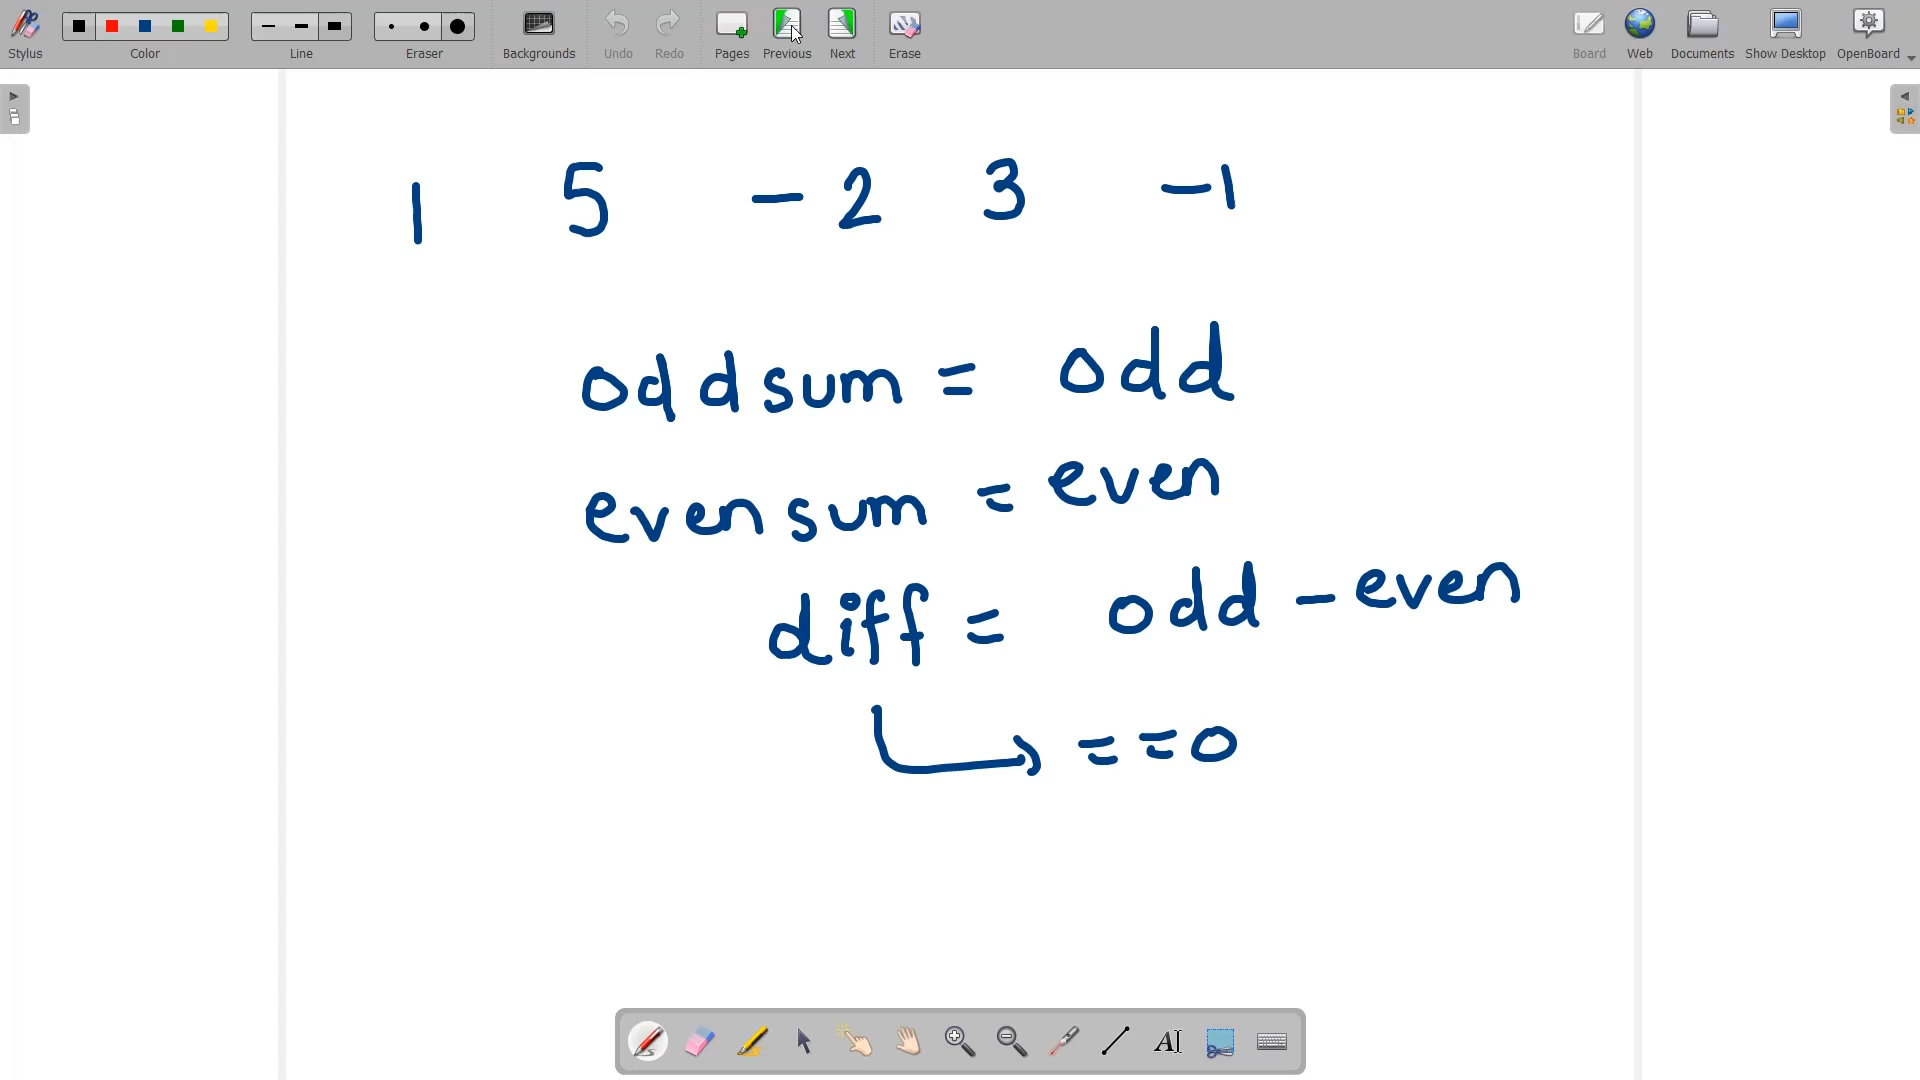 Stylus Color Line Eraser Backgrounds Undo Redo Pages Previous Next Erase Board Web Documents Show Desktop OpenBoard
1 5 -2 3 -1
oddsum = odd
evensum = even
diff = odd - even
==0